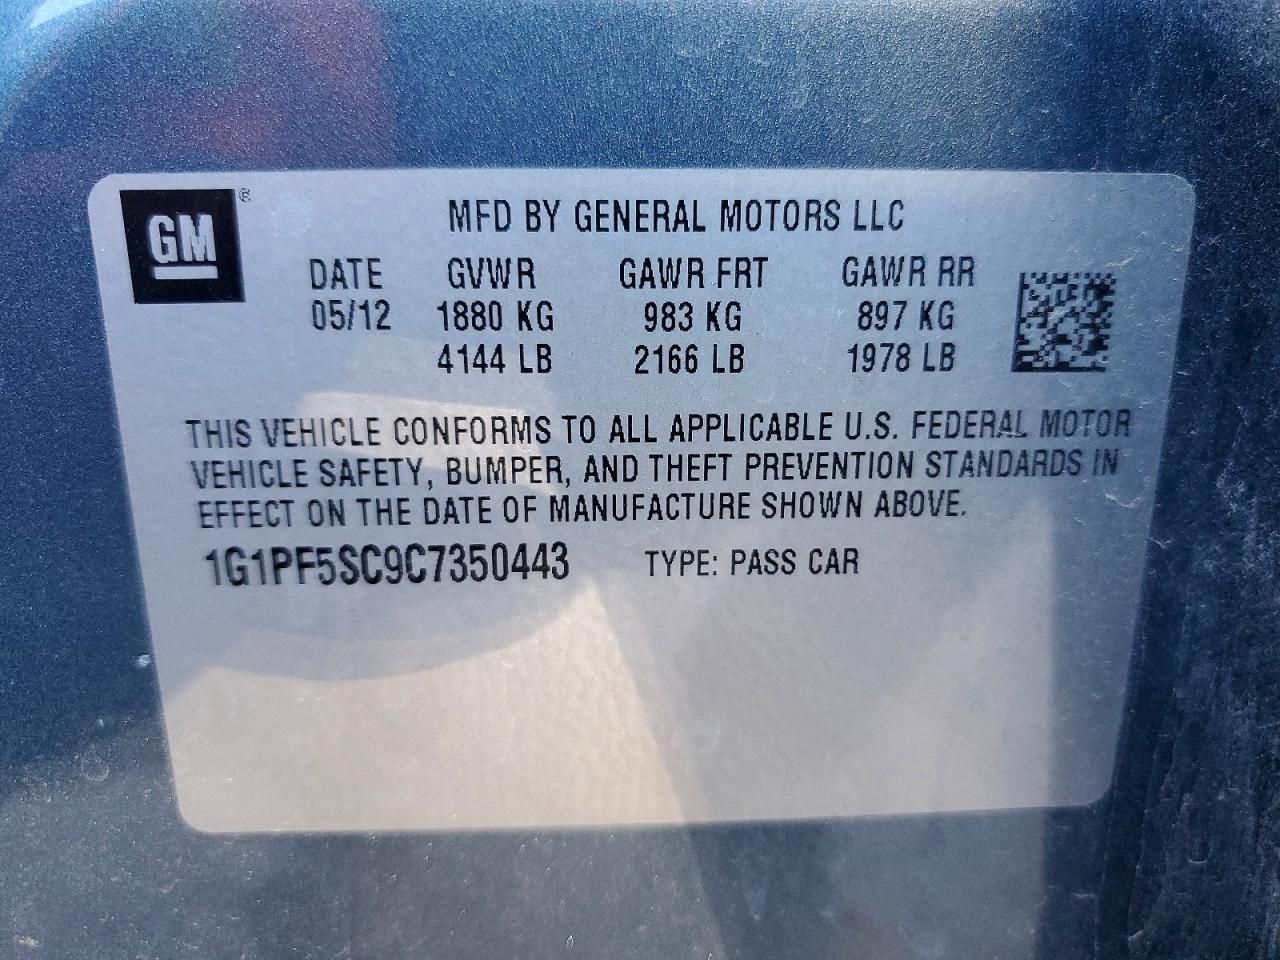 GM®
MFD BY GENERAL MOTORS LLC
DATE GVWR GAWR FRT GAWR RR
05/12 1880 KG 983 KG 897 KG
4144 LB 2166 LB 1978 LB
THIS VEHICLE CONFORMS TO ALL APPLICABLE U.S. FEDERAL MOTOR
VEHICLE SAFETY, BUMPER, AND THEFT PREVENTION STANDARDS IN
EFFECT ON THE DATE OF MANUFACTURE SHOWN ABOVE.
1G1PF5SC9C7350443 TYPE: PASS CAR